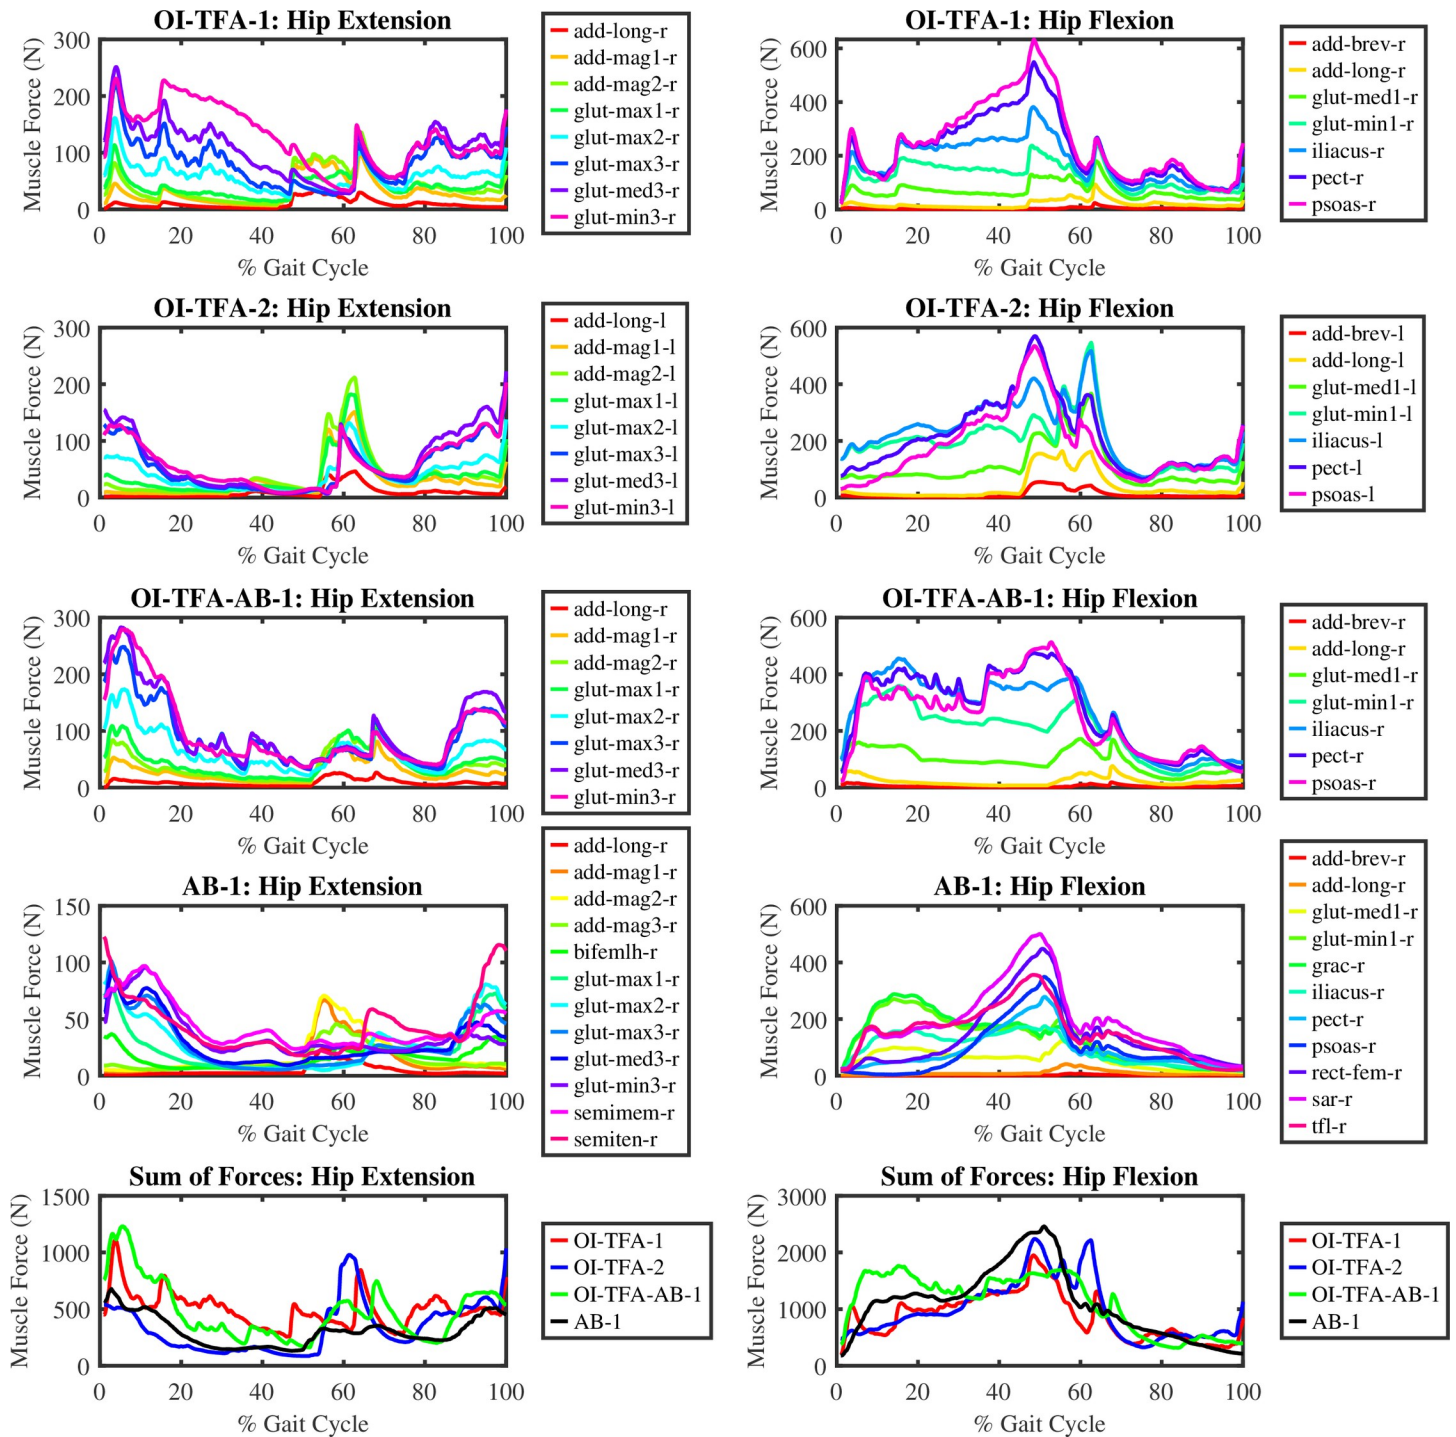 OI-TFA-1: Hip Extension
Muscle Force (N)
300
200
100
0
0 20 40 60 80 100
% Gait Cycle
add-long-r
add-mag1-r
add-mag2-r
glut-max1-r
glut-max2-r
glut-max3-r
glut-med3-r
glut-min3-r
OI-TFA-1: Hip Flexion
Muscle Force (N)
600
400
200
0
0 20 40 60 80 100
% Gait Cycle
add-brev-r
add-long-r
glut-med1-r
glut-min1-r
iliacus-r
pect-r
psoas-r
OI-TFA-2: Hip Extension
Muscle Force (N)
300
200
100
0
0 20 40 60 80 100
% Gait Cycle
add-long-l
add-mag1-l
add-mag2-l
glut-max1-l
glut-max2-l
glut-max3-l
glut-med3-l
glut-min3-l
OI-TFA-2: Hip Flexion
Muscle Force (N)
600
400
200
0
0 20 40 60 80 100
% Gait Cycle
add-brev-l
add-long-l
glut-med1-l
glut-min1-l
iliacus-l
pect-l
psoas-l
OI-TFA-AB-1: Hip Extension
Muscle Force (N)
300
200
100
0
0 20 40 60 80 100
% Gait Cycle
add-long-r
add-mag1-r
add-mag2-r
glut-max1-r
glut-max2-r
glut-max3-r
glut-med3-r
glut-min3-r
OI-TFA-AB-1: Hip Flexion
Muscle Force (N)
600
400
200
0
0 20 40 60 80 100
% Gait Cycle
add-brev-r
add-long-r
glut-med1-r
glut-min1-r
iliacus-r
pect-r
psoas-r
AB-1: Hip Extension
Muscle Force (N)
150
100
50
0
0 20 40 60 80 100
% Gait Cycle
add-long-r
add-mag1-r
add-mag2-r
add-mag3-r
bifemlh-r
glut-max1-r
glut-max2-r
glut-max3-r
glut-med3-r
glut-min3-r
semimem-r
semiten-r
AB-1: Hip Flexion
Muscle Force (N)
600
400
200
0
0 20 40 60 80 100
% Gait Cycle
add-brev-r
add-long-r
glut-med1-r
glut-min1-r
grac-r
iliacus-r
pect-r
psoas-r
rect-fem-r
sar-r
tfl-r
Sum of Forces: Hip Extension
Muscle Force (N)
1500
1000
500
0
0 20 40 60 80 100
% Gait Cycle
OI-TFA-1
OI-TFA-2
OI-TFA-AB-1
AB-1
Sum of Forces: Hip Flexion
Muscle Force (N)
3000
2000
1000
0
0 20 40 60 80 100
% Gait Cycle
OI-TFA-1
OI-TFA-2
OI-TFA-AB-1
AB-1